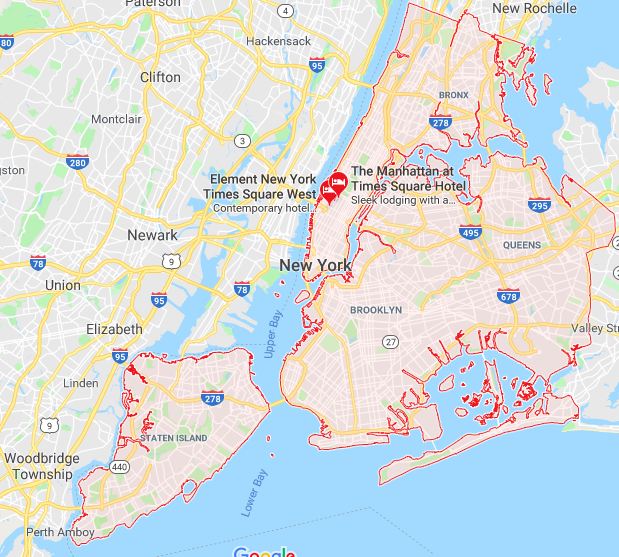 Paterson
4
New Rochelle
80
Hackensack
95
Clifton
BRONX
Montclair
278
3
280
Element New York
Times Square West
Contemporary hotel...
The Manhattan at
Times Square Hotel
Sleek lodging with a...
295
495
Newark
9
QUEENS
78
New York
Union
78
95
678
BROOKLYN
Upper Bay
Elizabeth
27
Valley Str
95
Linden
278
9
STATEN ISLAND
Woodbridge
Township
440
Lower Bay
Perth Amboy
Google